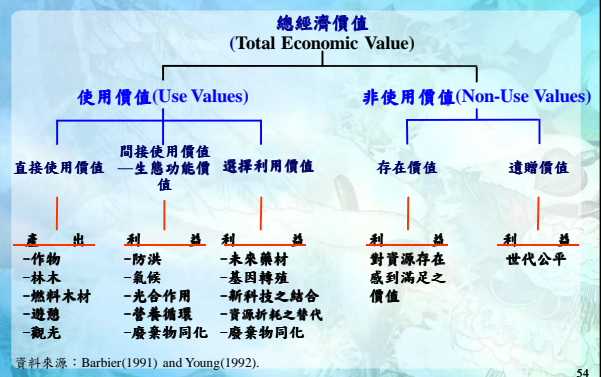 總經濟價值
(Total Economic Value)
使用價值(Use Values)
非使用價值(Non-Use Values)
直接使用價值
間接使用價值
—生態功能價
值
選擇利用價值
存在價值
遺贈價值
產 出
-作物
-林木
-燃料木材
-遊憩
-觀光
利 益
-防洪
-氣候
-光合作用
-營養循環
-廢棄物同化
利 益
-未來藥材
-基因轉殖
-新科技之結合
-資源折耗之替代
-廢棄物同化
利 益
對資源存在
感到滿足之
價值
利 益
世代公平
資料來源：Barbier(1991) and Young(1992).
54